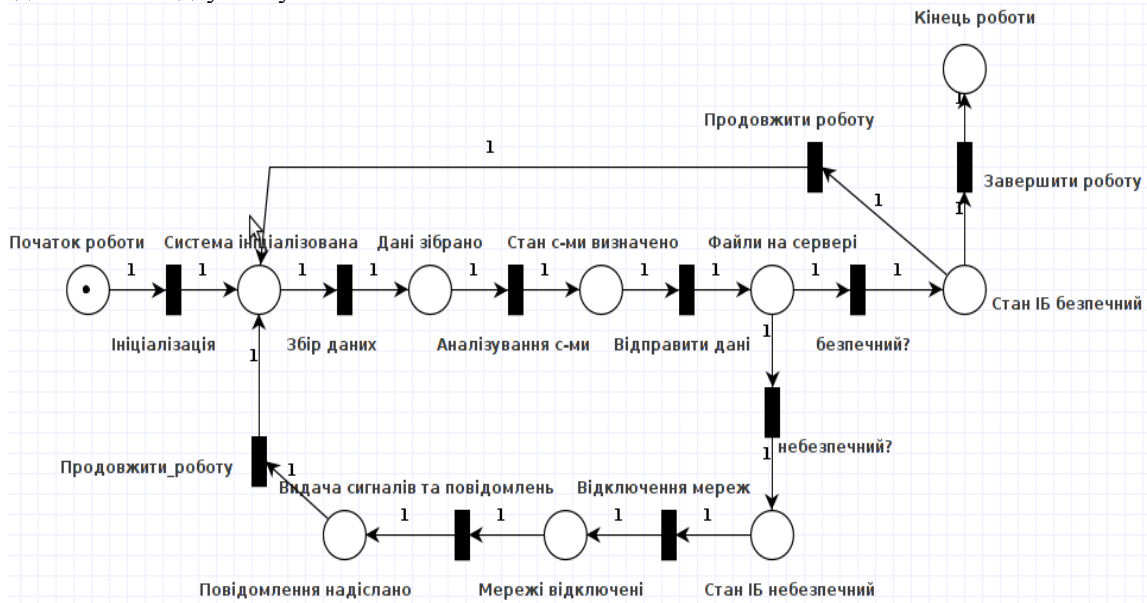 Кінець роботи
1
Продовжити роботу
1
Завершити роботу
1
1
Початок роботи
Система ініціалізована
Дані зібрано
Стан с-ми визначено
Файли на сервері
1
1
1
1
1
1
1
1
1
1
Стан ІБ безпечний
Ініціалізація
Збір даних
Аналізування с-ми
Відправити дані
безпечний?
1
1
небезпечний?
1
Продовжити_роботу
1
Видача сигналів та повідомлень
Відключення мереж
1
1
1
1
Повідомлення надіслано
Мережі відключені
Стан ІБ небезпечний